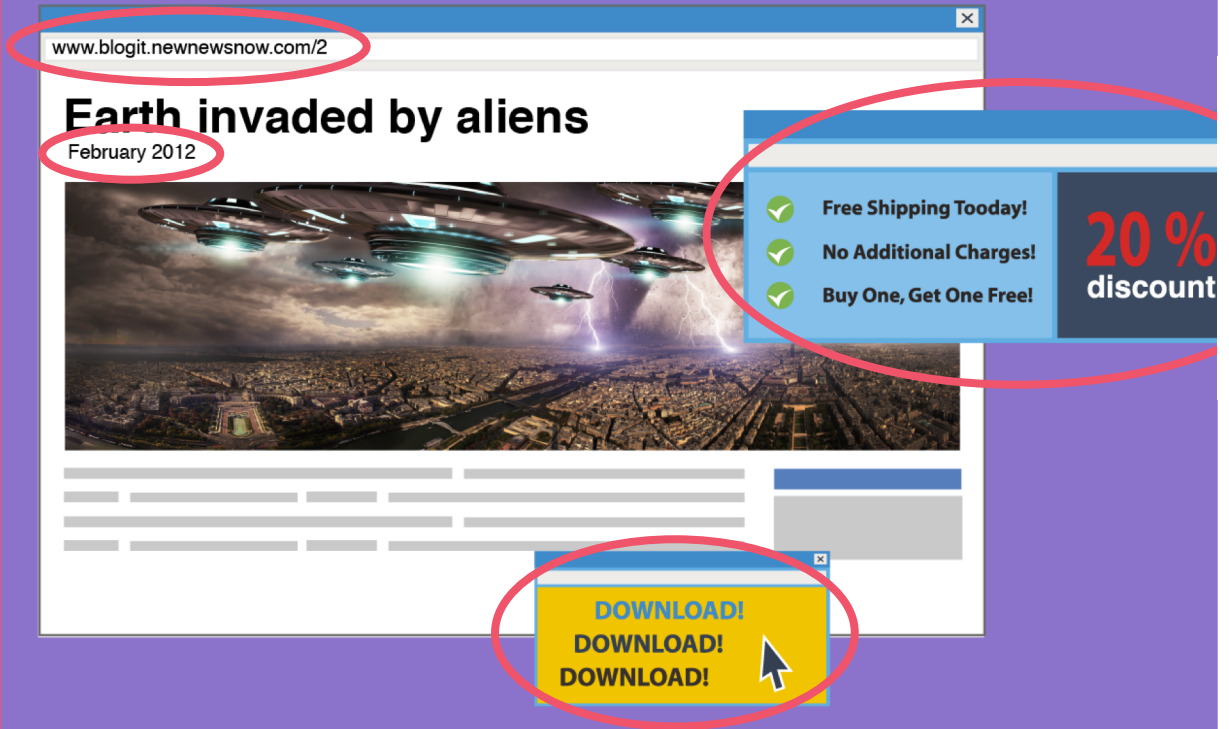 www.blogit.newnewsnow.com/2
Earth invaded by aliens
February 2012
Free Shipping Tooday!
No Additional Charges!
Buy One, Get One Free!
20 %
discount
DOWNLOAD!
DOWNLOAD!
DOWNLOAD!